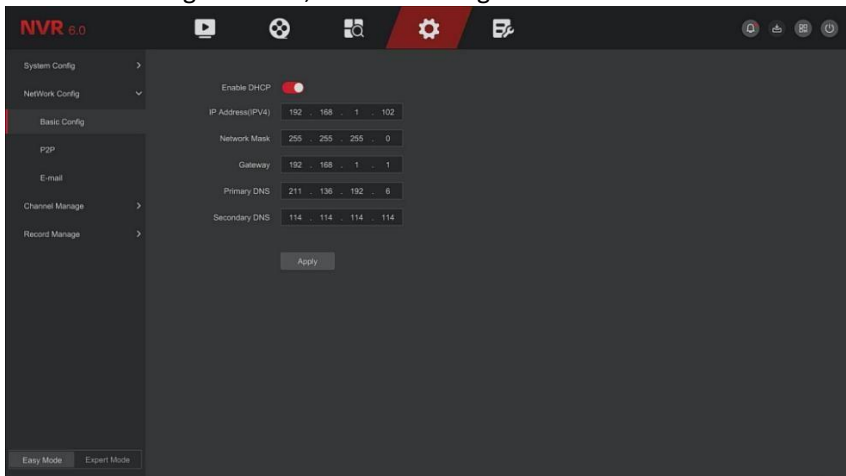 NVR 6.0
System Config
NetWork Config
Basic Config
P2P
E-mail
Channel Manage
Record Manage
Enable DHCP
IP Address(IPV4) 192 . 168 . 1 . 102
Network Mask 255 . 255 . 255 . 0
Gateway 192 . 168 . 1 . 1
Primary DNS 211 . 136 . 192 . 6
Secondary DNS 114 . 114 . 114 . 114
Apply
Easy Mode Expert Mode